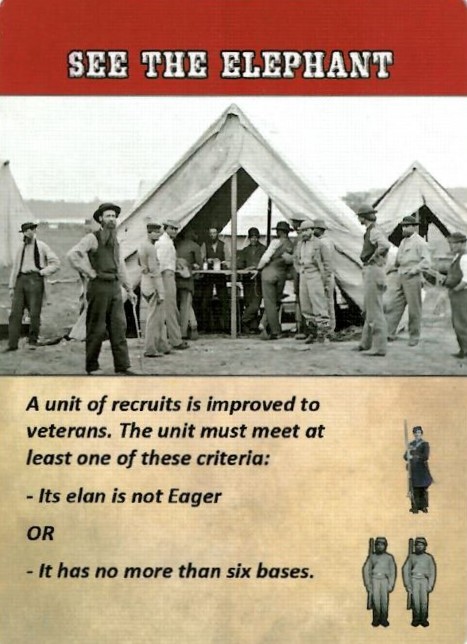 SEE THE ELEPHANT
A unit of recruits is improved to
veterans. The unit must meet at
least one of these criteria:
- Its elan is not Eager
OR
- It has no more than six bases.